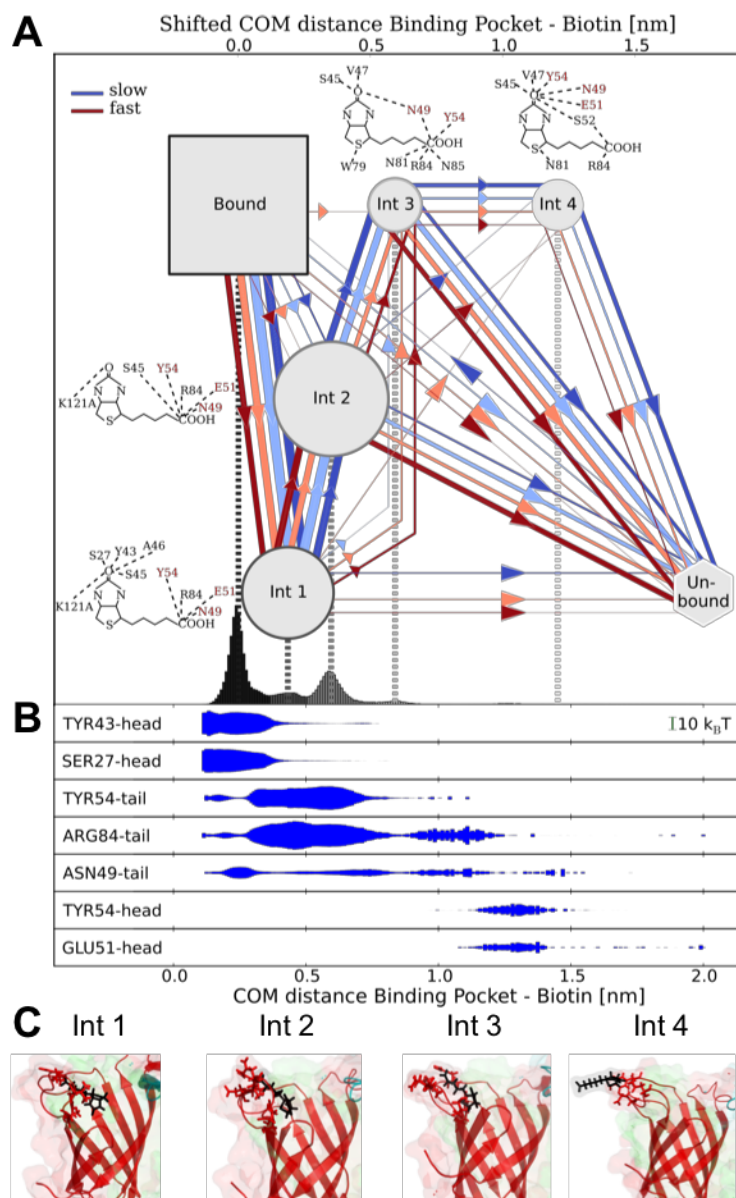 A
Shifted COM distance Binding Pocket - Biotin [nm]
0.0 0.5 1.0 1.5
slow
fast
V47
S45
O
N N
S
W79
N49
Y54
COOH
N81 R84 N85
V47 Y54
S45
N49
E51
S52
O
N N
S
COOH
N81
R84
Bound
Int 3
Int 4
O
S45 Y54
N N
K121A
R84 E51
N49
S
COOH
Int 2
S27 Y43 A46
O
S45 Y54
N N
K121A
R84 E51
N49
S
COOH
Int 1
Un-
bound
B
TYR43-head
10 kBT
SER27-head
TYR54-tail
ARG84-tail
ASN49-tail
TYR54-head
GLU51-head
0.0 0.5 1.0 1.5 2.0
COM distance Binding Pocket - Biotin [nm]
C
Int 1 Int 2 Int 3 Int 4